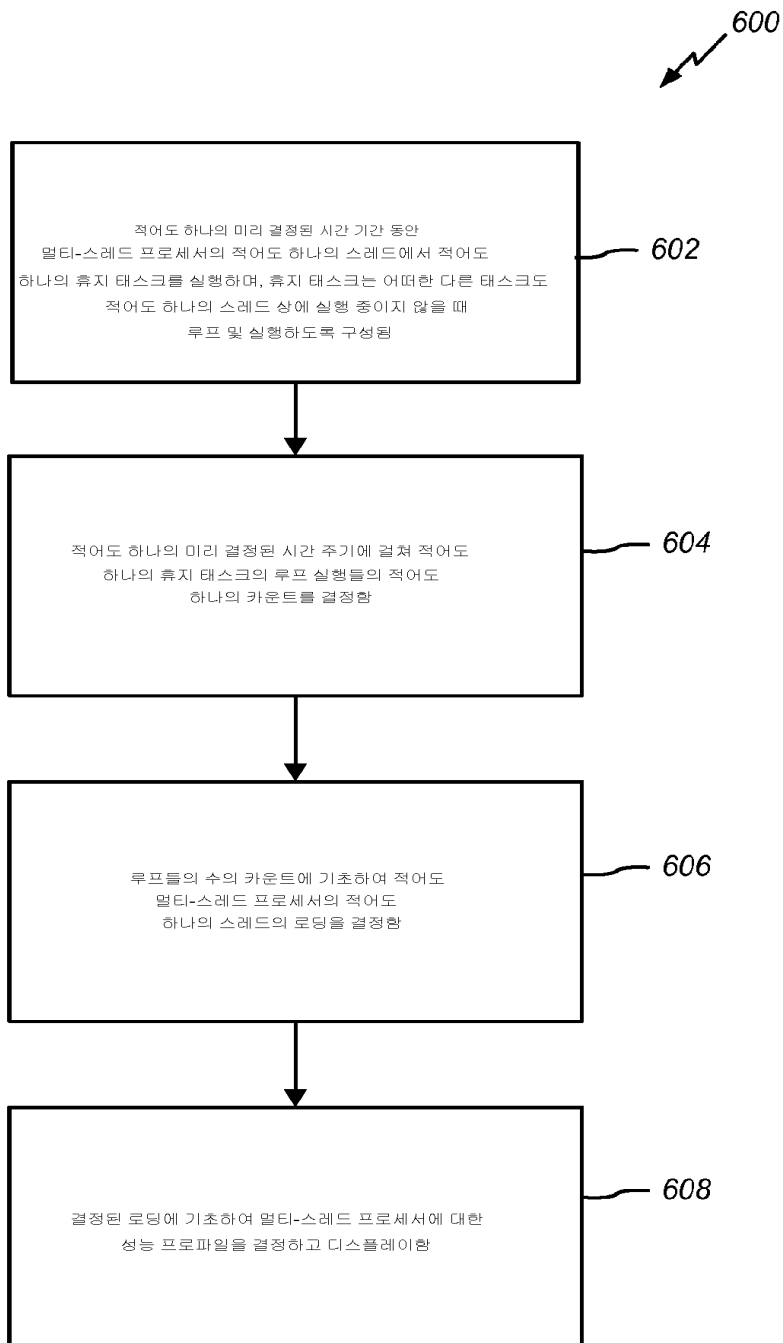 600
적어도 하나의 미리 결정된 시간 기간 동안
멀티-스레드 프로세서의 적어도 하나의 스레드에서 적어도
하나의 휴지 태스크를 실행하며, 휴지 태스크는 어떠한 다른 태스크도
적어도 하나의 스레드 상에 실행 중이지 않을 때
루프 및 실행하도록 구성됨
602
적어도 하나의 미리 결정된 시간 주기에 걸쳐 적어도
하나의 휴지 태스크의 루프 실행들의 적어도
하나의 카운트를 결정함
604
루프들의 수의 카운트에 기초하여 적어도
멀티-스레드 프로세서의 적어도
하나의 스레드의 로딩을 결정함
606
결정된 로딩에 기초하여 멀티-스레드 프로세서에 대한
성능 프로파일을 결정하고 디스플레이함
608